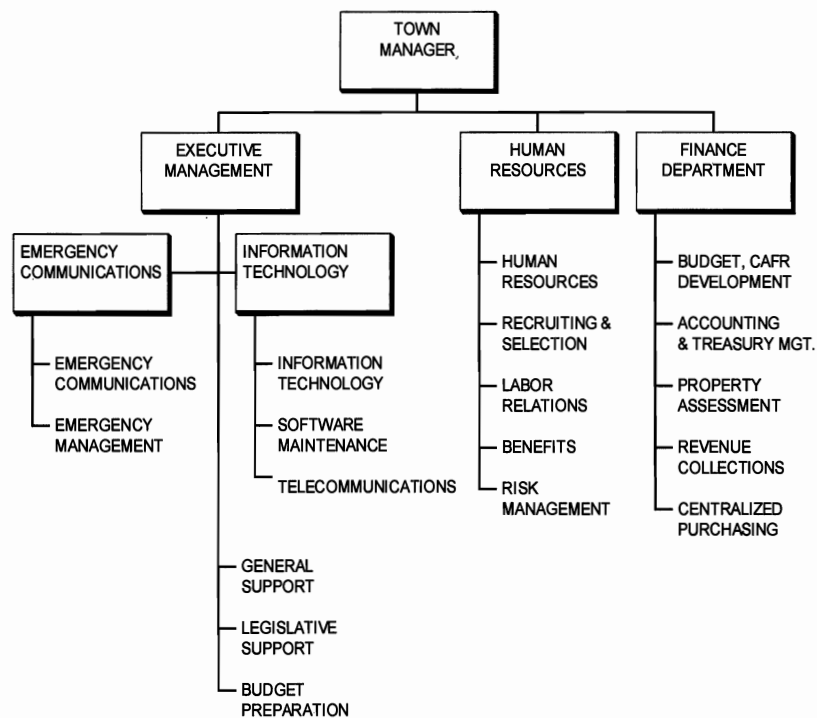 TOWN
MANAGER,
EXECUTIVE
MANAGEMENT
HUMAN
RESOURCES
FINANCE
DEPARTMENT
EMERGENCY
COMMUNICATIONS
INFORMATION
TECHNOLOGY
EMERGENCY
COMMUNICATIONS
EMERGENCY
MANAGEMENT
INFORMATION
TECHNOLOGY
SOFTWARE
MAINTENANCE
TELECOMMUNICATIONS
GENERAL
SUPPORT
LEGISLATIVE
SUPPORT
BUDGET
PREPARATION
HUMAN
RESOURCES
RECRUITING &
SELECTION
LABOR
RELATIONS
BENEFITS
RISK
MANAGEMENT
BUDGET, CAFR
DEVELOPMENT
ACCOUNTING
& TREASURY MGT.
PROPERTY
ASSESSMENT
REVENUE
COLLECTIONS
CENTRALIZED
PURCHASING